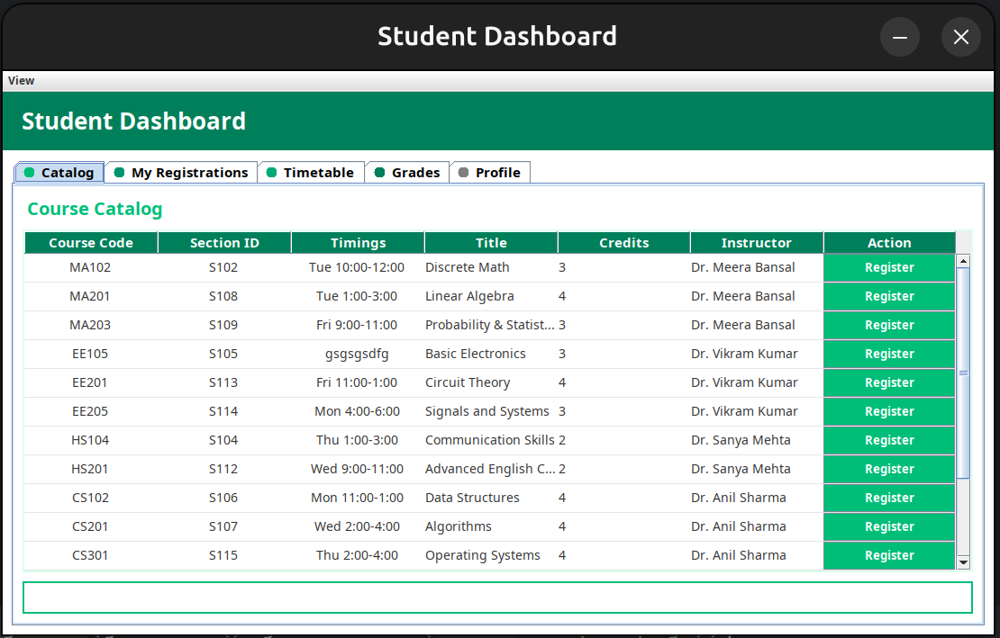 Student Dashboard
View
Student Dashboard
Catalog My Registrations Timetable Grades Profile
Course Catalog
Course Code Section ID Timings Title Credits Instructor Action
MA102 S102 Tue 10:00-12:00 Discrete Math 3 Dr. Meera Bansal Register
MA201 S108 Tue 1:00-3:00 Linear Algebra 4 Dr. Meera Bansal Register
MA203 S109 Fri 9:00-11:00 Probability & Statist... 3 Dr. Meera Bansal Register
EE105 S105 gsgsgsdfg Basic Electronics 3 Dr. Vikram Kumar Register
EE201 S113 Fri 11:00-1:00 Circuit Theory 4 Dr. Vikram Kumar Register
EE205 S114 Mon 4:00-6:00 Signals and Systems 3 Dr. Vikram Kumar Register
HS104 S104 Thu 1:00-3:00 Communication Skills 2 Dr. Sanya Mehta Register
HS201 S112 Wed 9:00-11:00 Advanced English C... 2 Dr. Sanya Mehta Register
CS102 S106 Mon 11:00-1:00 Data Structures 4 Dr. Anil Sharma Register
CS201 S107 Wed 2:00-4:00 Algorithms 4 Dr. Anil Sharma Register
CS301 S115 Thu 2:00-4:00 Operating Systems 4 Dr. Anil Sharma Register